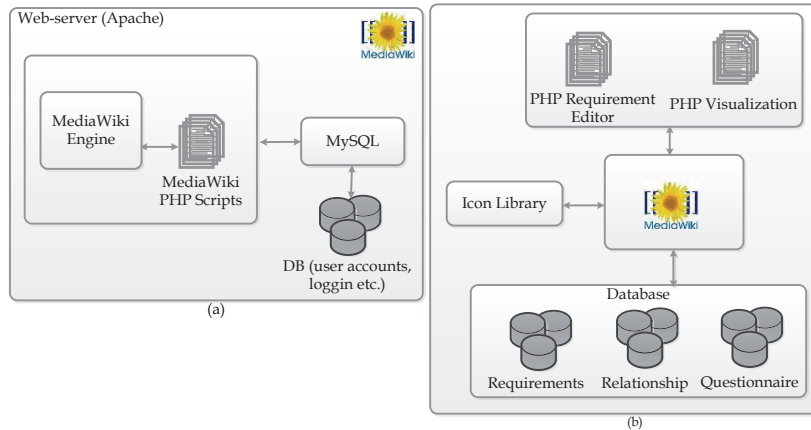 Web-server (Apache)
[[ ]]
MediaWiki
MediaWiki
Engine
MediaWiki
PHP Scripts
MySQL
DB (user accounts,
loggin etc.)
(a)
PHP Requirement
Editor
PHP Visualization
Icon Library
[[ ]]
MediaWiki
Database
Requirements
Relationship
Questionnaire
(b)